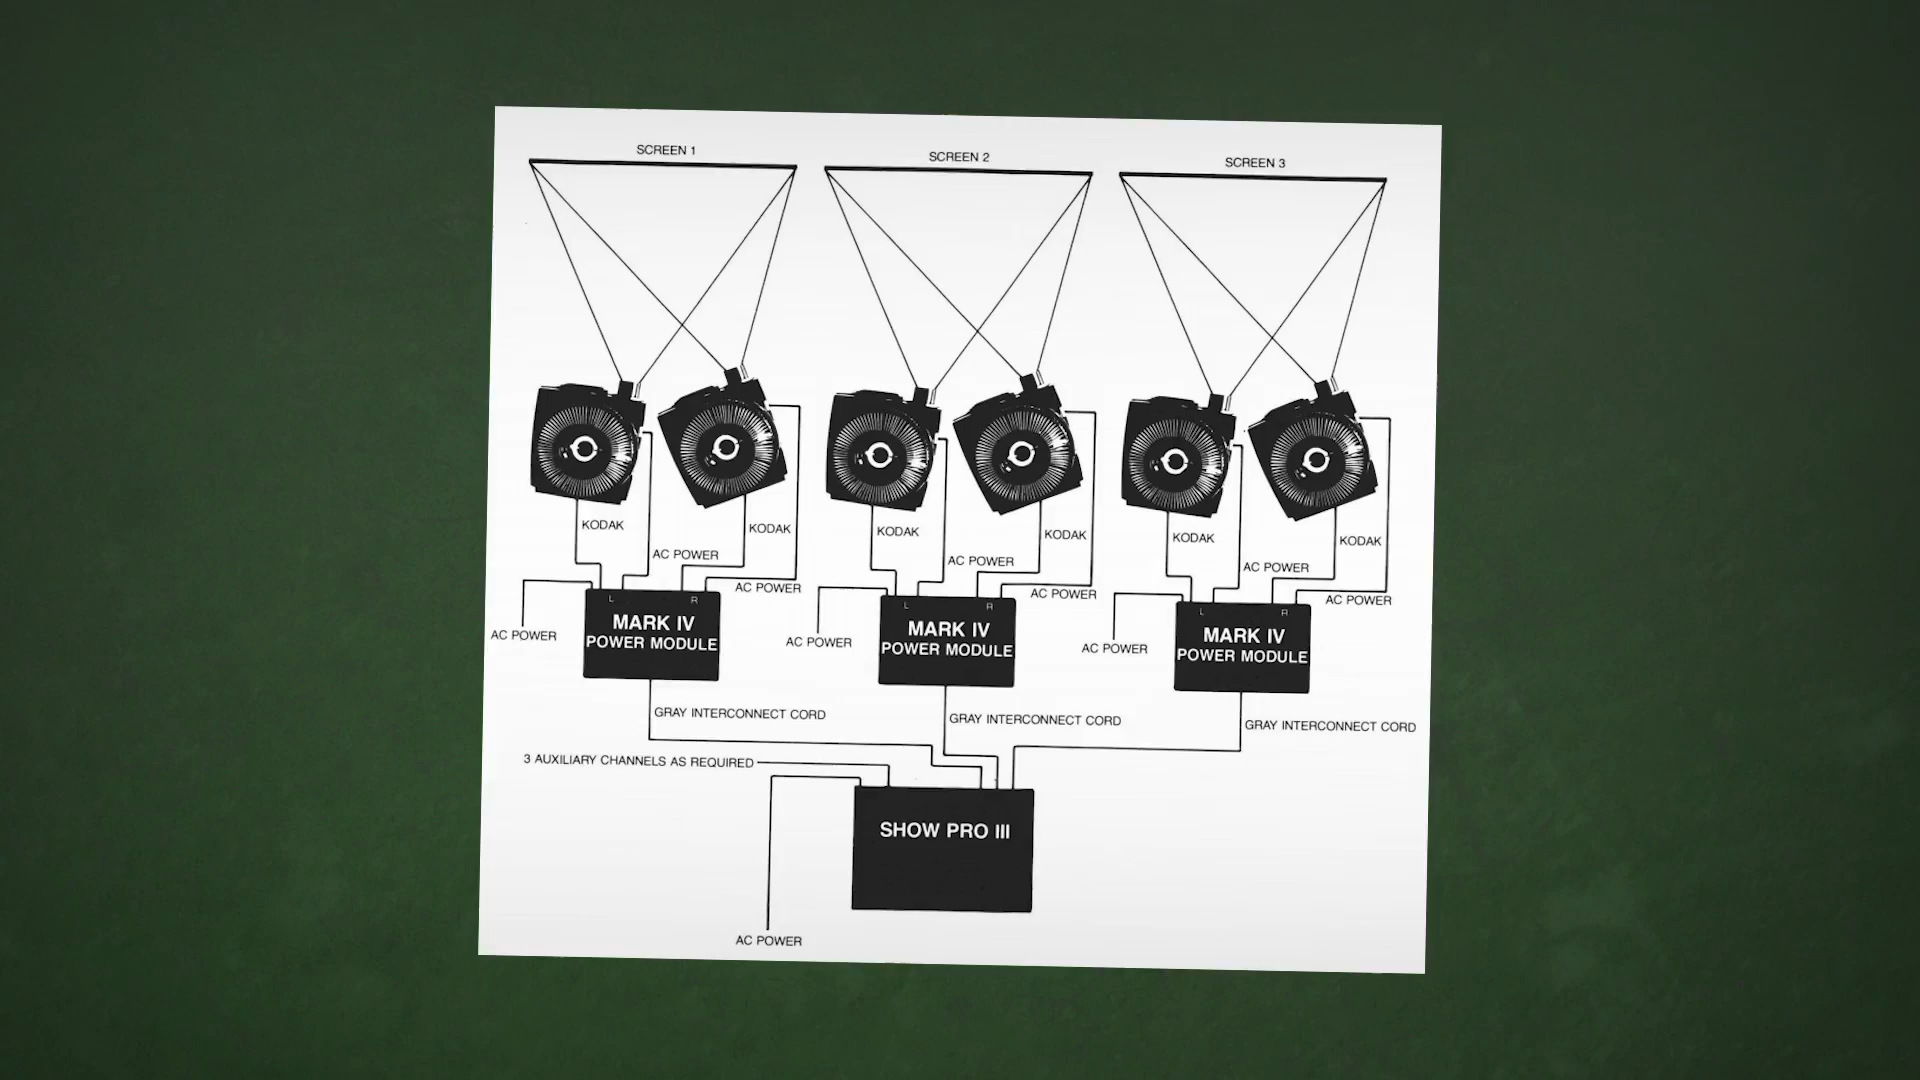 SCREEN 1
SCREEN 2
SCREEN 3
KODAK
KODAK
KODAK
KODAK
KODAK
KODAK
AC POWER
AC POWER
AC POWER
AC POWER
AC POWER
AC POWER
L R
L R
L R
MARK IV
POWER MODULE
MARK IV
POWER MODULE
MARK IV
POWER MODULE
AC POWER
AC POWER
AC POWER
GRAY INTERCONNECT CORD
GRAY INTERCONNECT CORD
GRAY INTERCONNECT CORD
3 AUXILIARY CHANNELS AS REQUIRED
SHOW PRO III
AC POWER